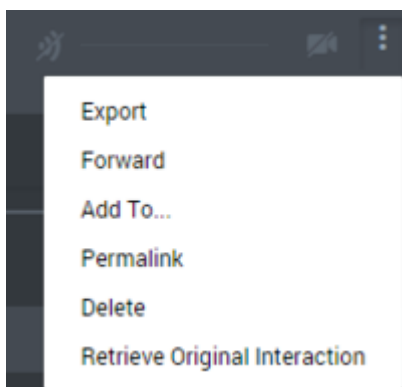 Export
Forward
Add To...
Permalink
Delete
Retrieve Original Interaction